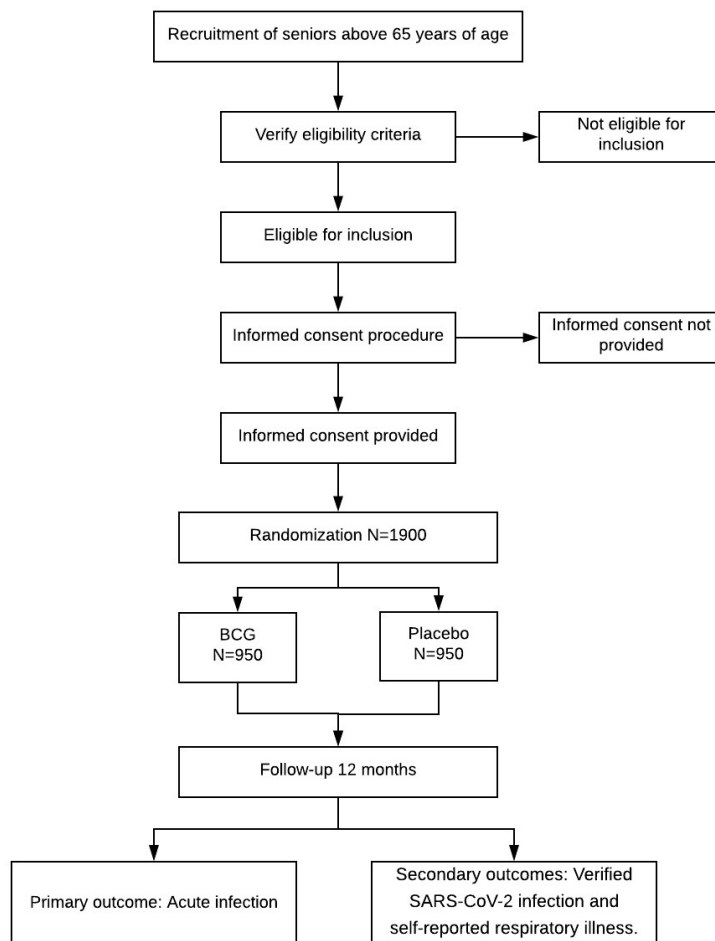 Recruitment of seniors above 65 years of age
Verify eligibility criteria
Not eligible for
inclusion
Eligible for inclusion
Informed consent procedure
Informed consent not
provided
Informed consent provided
Randomization N=1900
BCG
N=950
Placebo
N=950
Follow-up 12 months
Primary outcome: Acute infection
Secondary outcomes: Verified
SARS-CoV-2 infection and
self-reported respiratory illness.